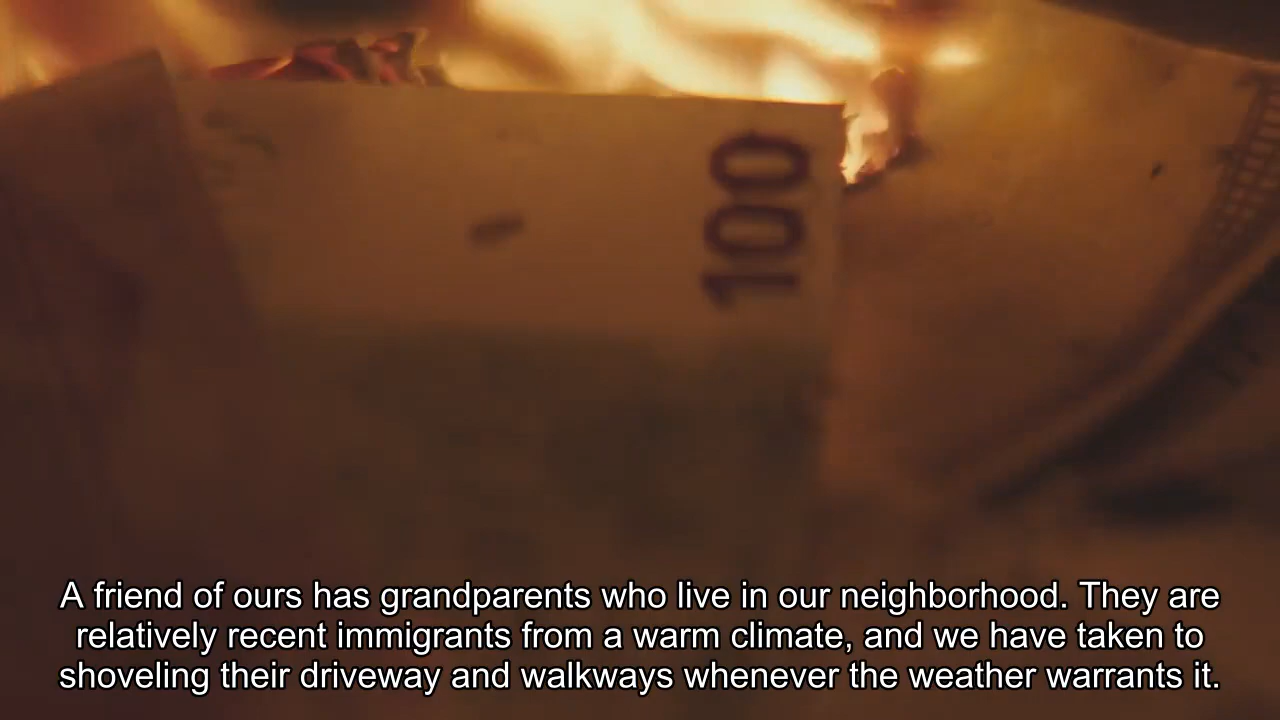 100
A friend of ours has grandparents who live in our neighborhood. They are
relatively recent immigrants from a warm climate, and we have taken to
shoveling their driveway and walkways whenever the weather warrants it.